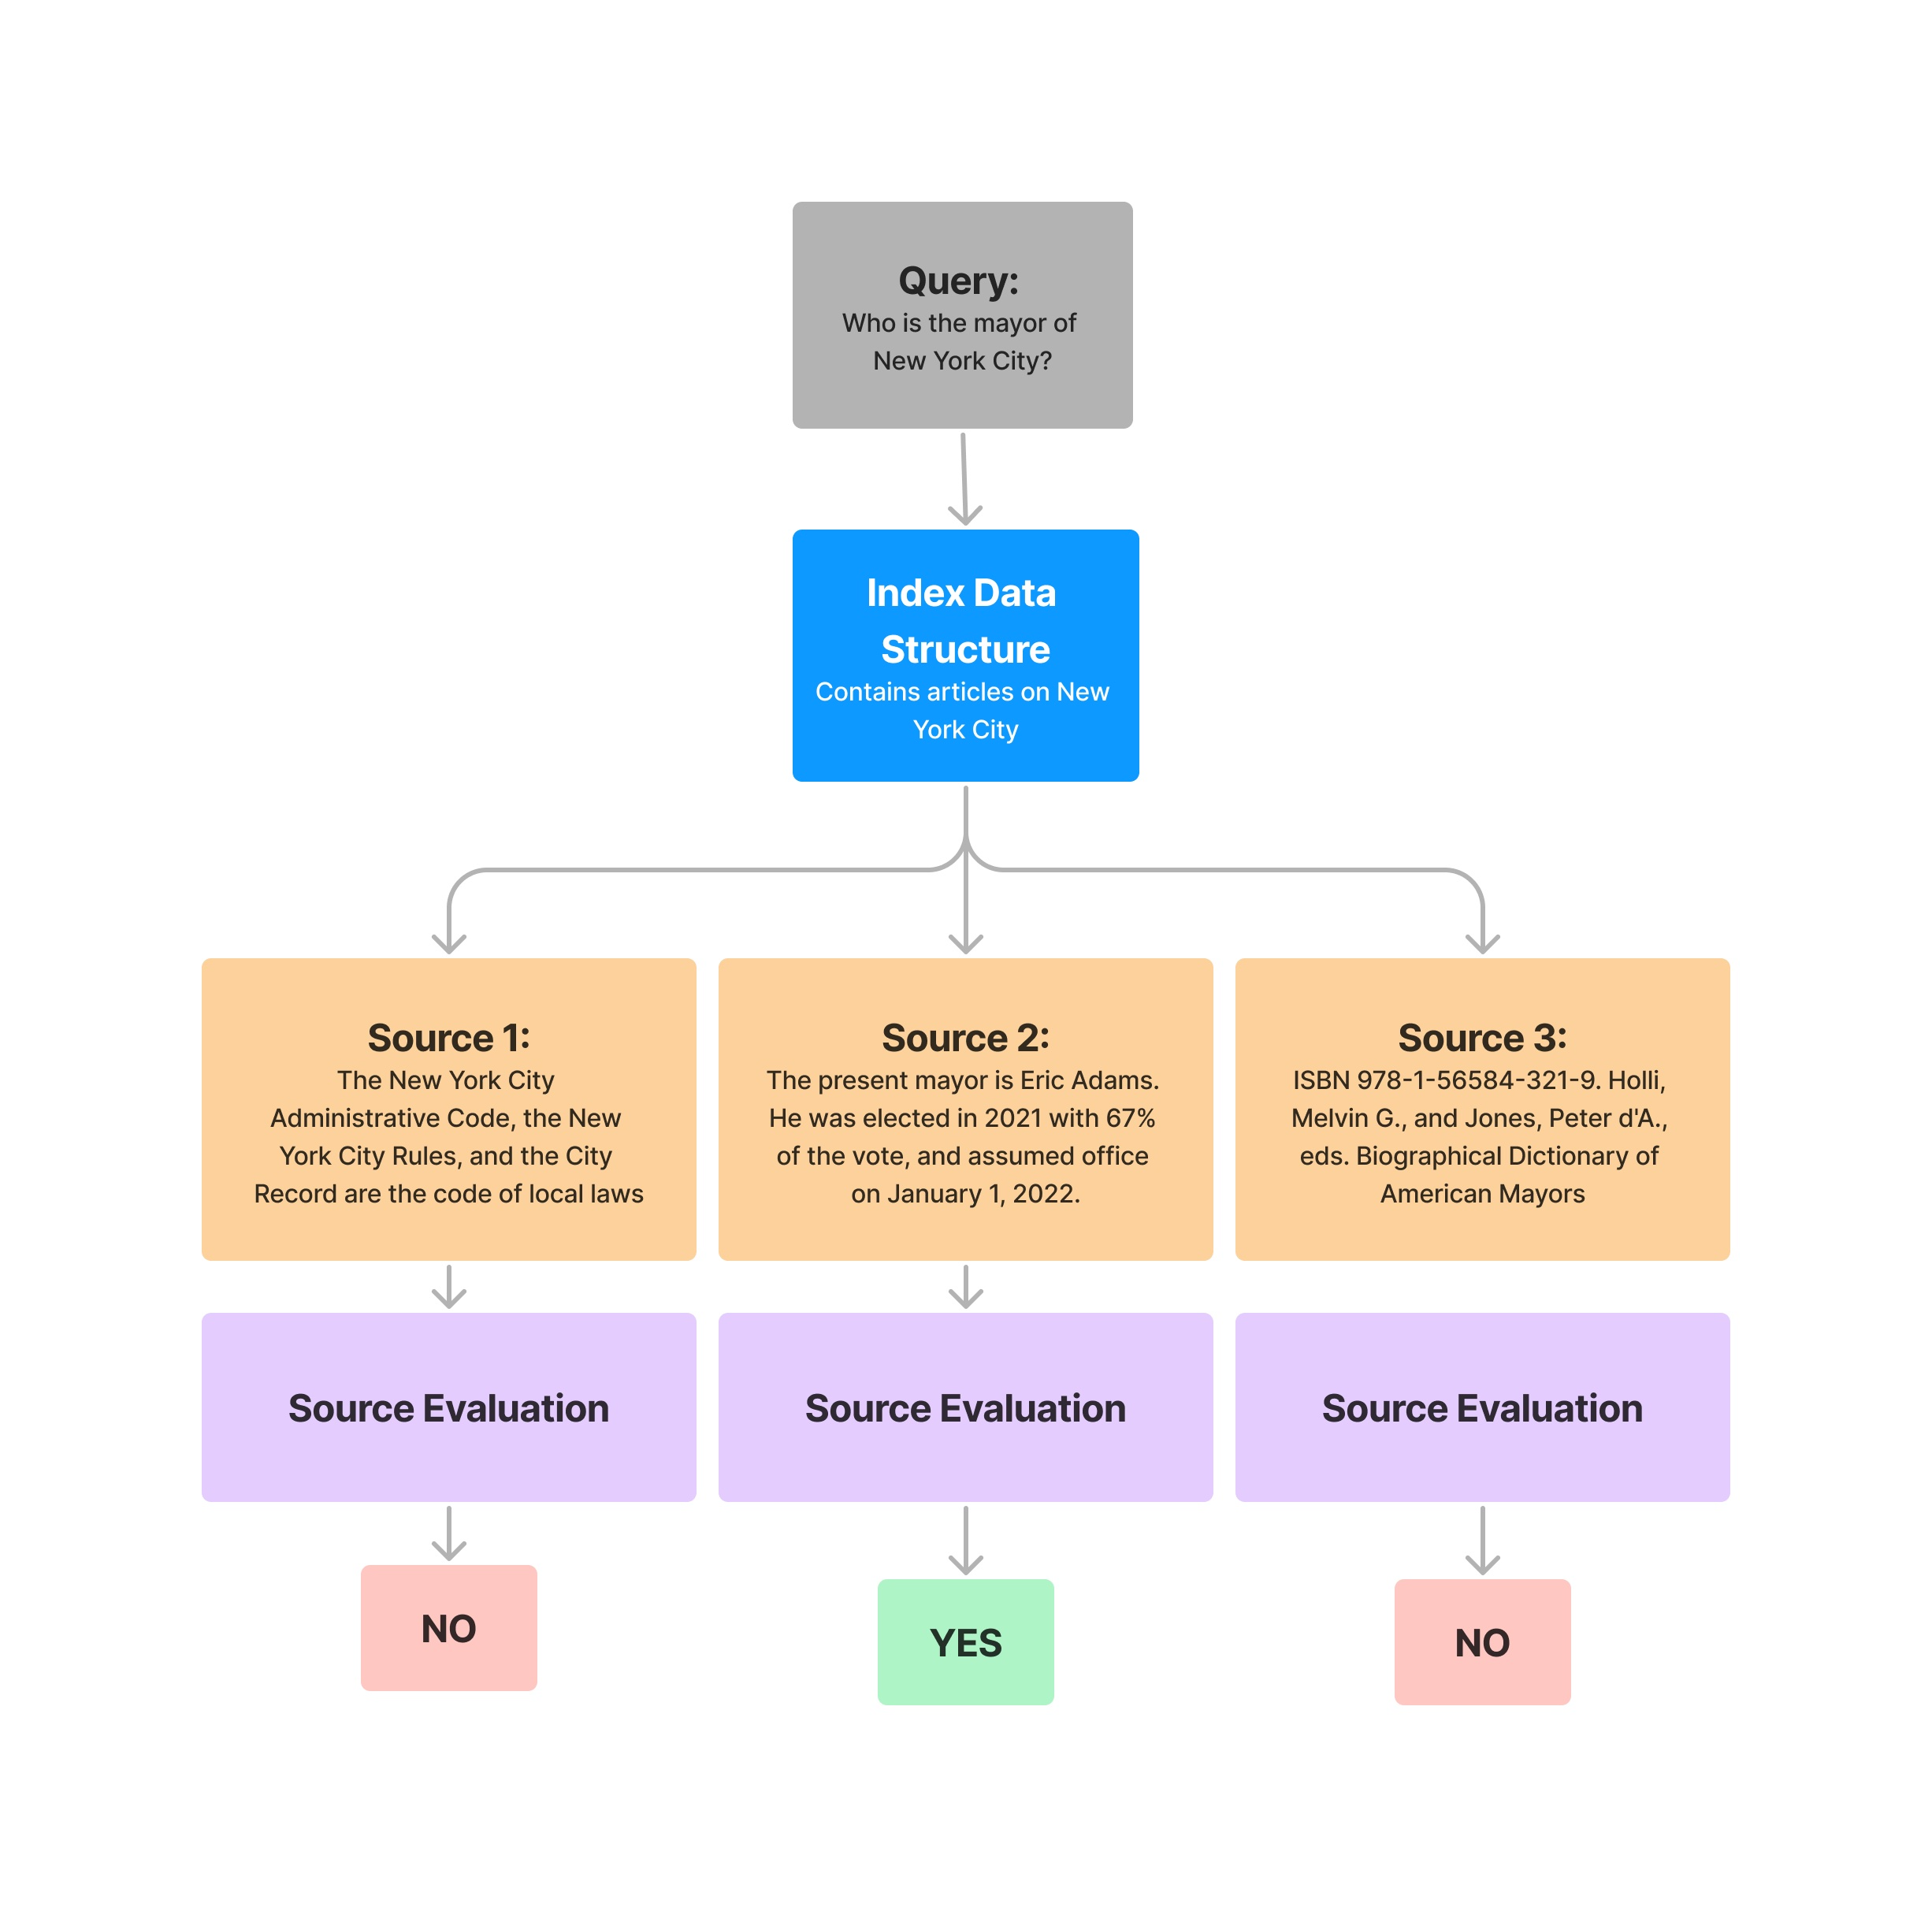 Query:
Who is the mayor of
New York City?
Index Data
Structure
Contains articles on New
York City
Source 1:
The New York City
Administrative Code, the New
York City Rules, and the City
Record are the code of local laws
Source 2:
The present mayor is Eric Adams.
He was elected in 2021 with 67%
of the vote, and assumed office
on January 1, 2022.
Source 3:
ISBN 978-1-56584-321-9. Holli,
Melvin G., and Jones, Peter d'A.,
eds. Biographical Dictionary of
American Mayors
Source Evaluation
Source Evaluation
Source Evaluation
NO
YES
NO